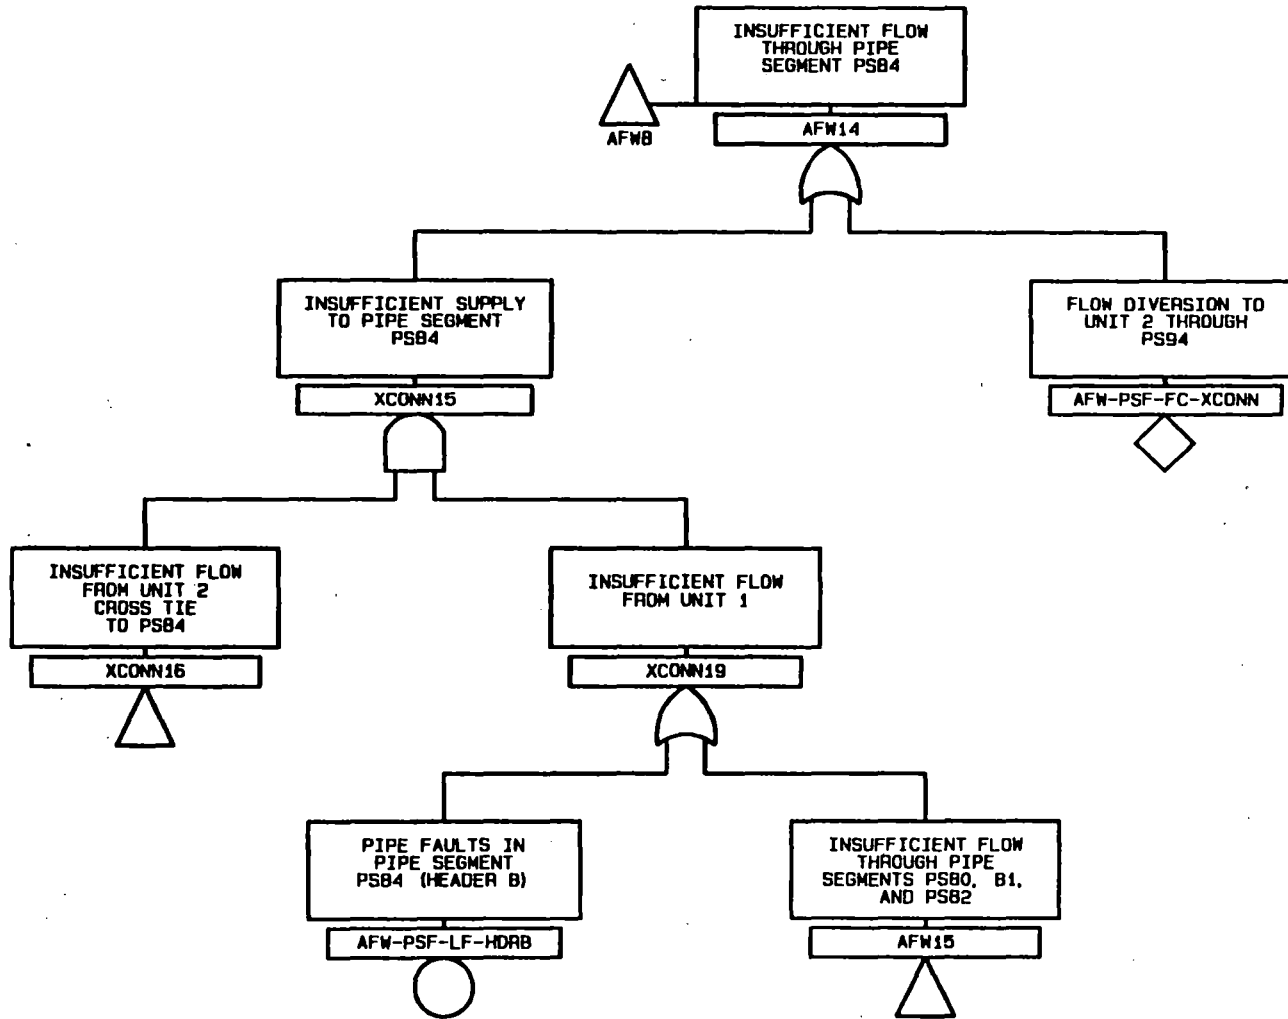 INSUFFICIENT FLOW
THROUGH PIPE
SEGMENT PS84
AFW8
AFW14
INSUFFICIENT SUPPLY
TO PIPE SEGMENT
PS84
XCONN15
FLOW DIVERSION TO
UNIT 2 THROUGH
PS94
AFW-PSF-FC-XCONN
INSUFFICIENT FLOW
FROM UNIT 2
CROSS TIE
TO PS84
XCONN16
INSUFFICIENT FLOW
FROM UNIT 1
XCONN19
PIPE FAULTS IN
PIPE SEGMENT
PS84 (HEADER B)
AFW-PSF-LF-HDRB
INSUFFICIENT FLOW
THROUGH PIPE
SEGMENTS PS80, 81,
AND PS82
AFW15